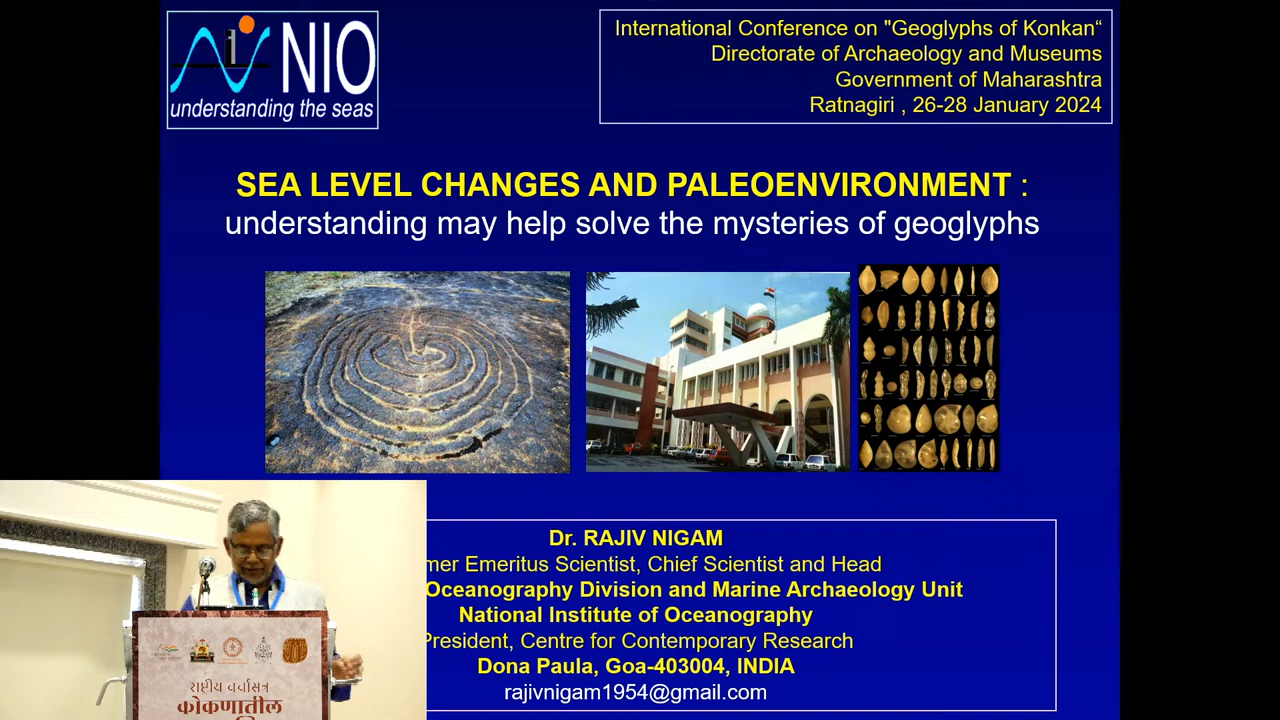 NIO
understanding the seas
International Conference on "Geoglyphs of Konkan“
Directorate of Archaeology and Museums
Government of Maharashtra
Ratnagiri , 26-28 January 2024
SEA LEVEL CHANGES AND PALEOENVIRONMENT :
understanding may help solve the mysteries of geoglyphs
Dr. RAJIV NIGAM
mer Emeritus Scientist, Chief Scientist and Head
Oceanography Division and Marine Archaeology Unit
National Institute of Oceanography
President, Centre for Contemporary Research
Dona Paula, Goa-403004, INDIA
rajivnigam1954@gmail.com
राष्ट्रीय चर्चासत्र
कोकणातील